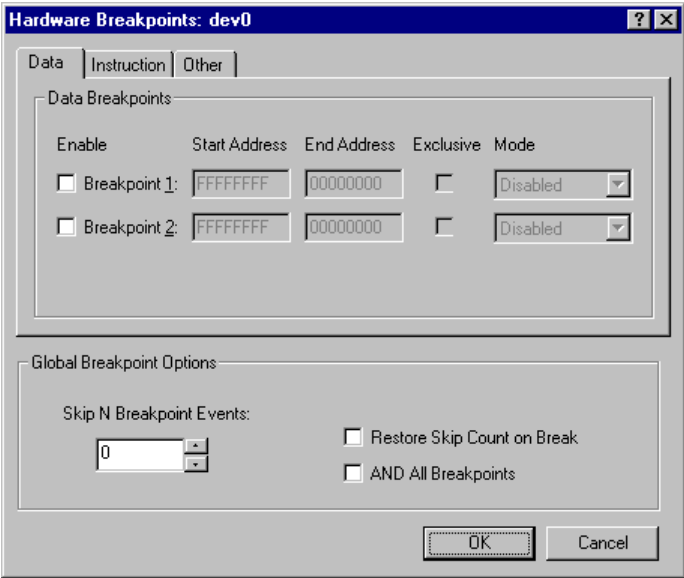 Hardware Breakpoints: dev0
Data Instruction Other
Data Breakpoints
Enable Start Address End Address Exclusive Mode
Breakpoint 1: FFFFFFFF 00000000 Disabled
Breakpoint 2: FFFFFFFF 00000000 Disabled
Global Breakpoint Options
Skip N Breakpoint Events:
0
Restore Skip Count on Break
AND All Breakpoints
OK Cancel